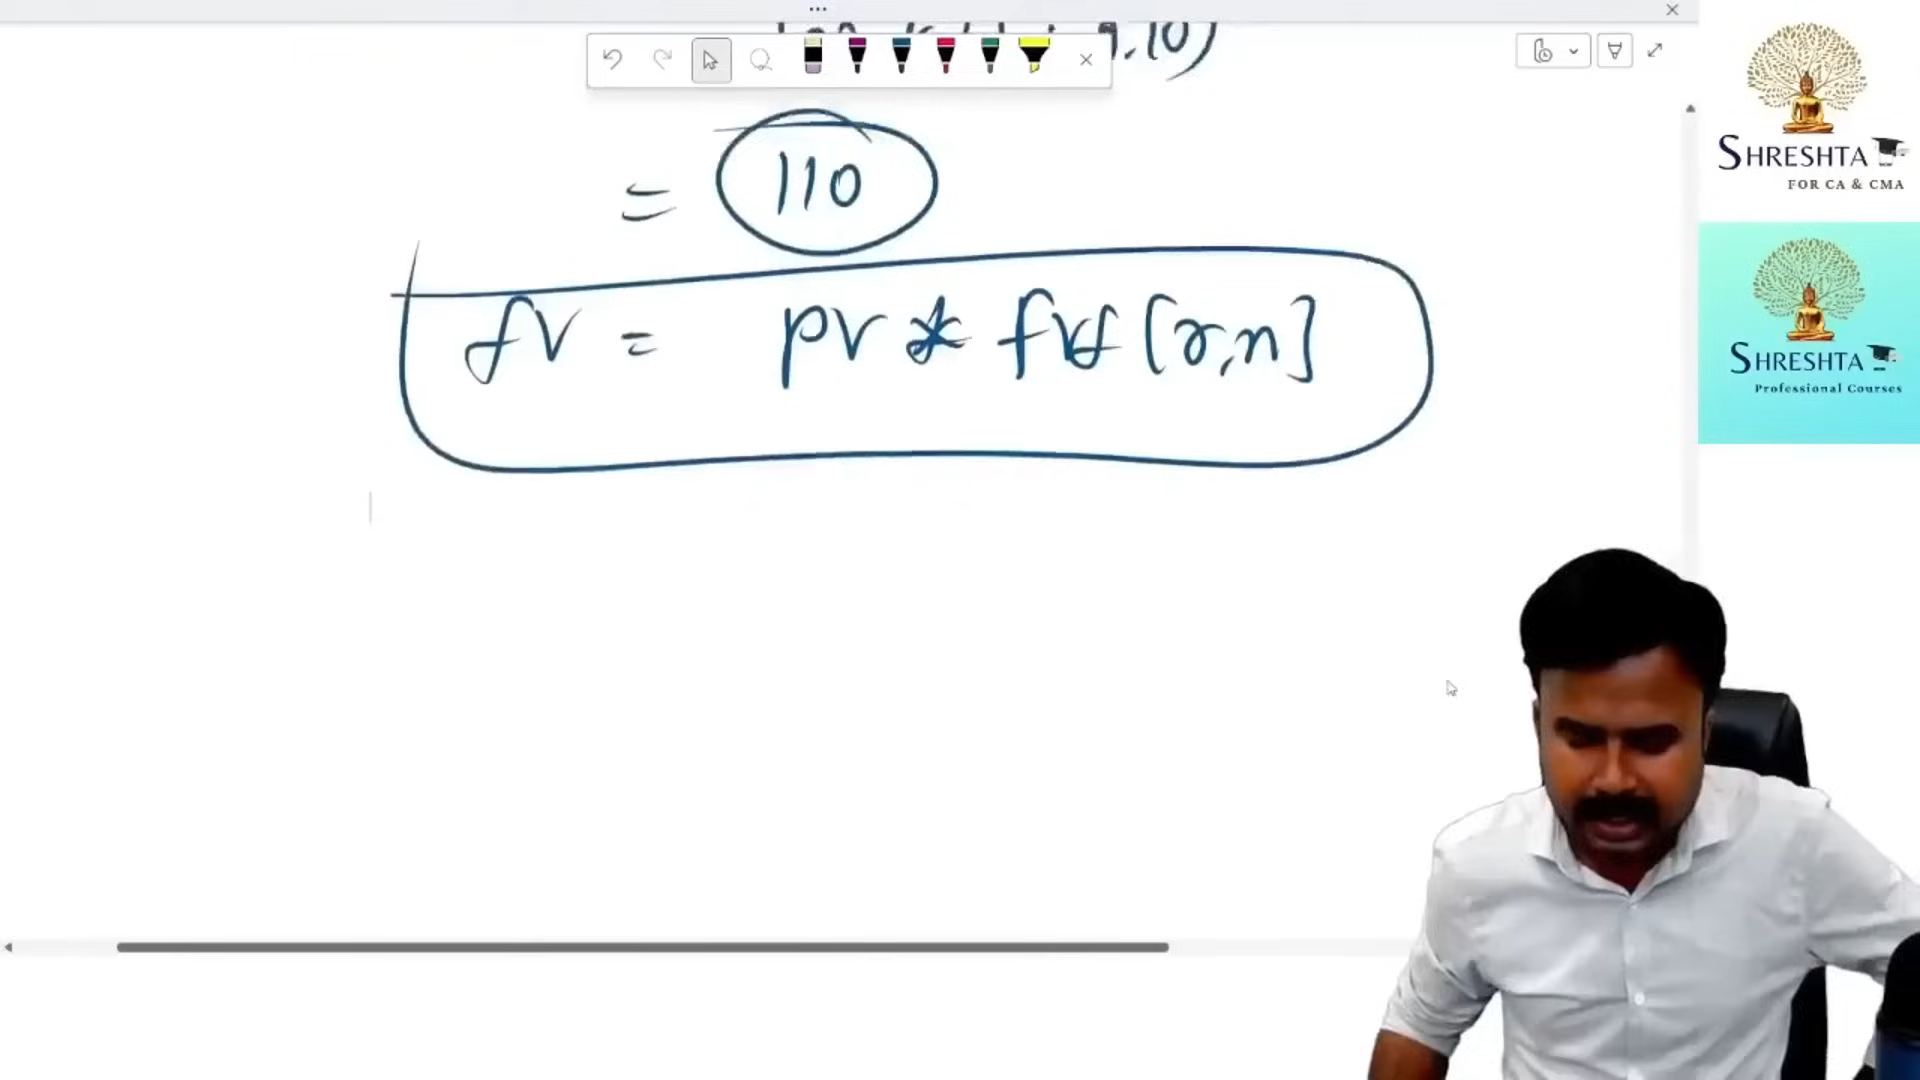 = 110
fV = PV * fVf [r,n]
SHRESHTA
FOR CA & CMA
SHRESHTA
Professional Courses